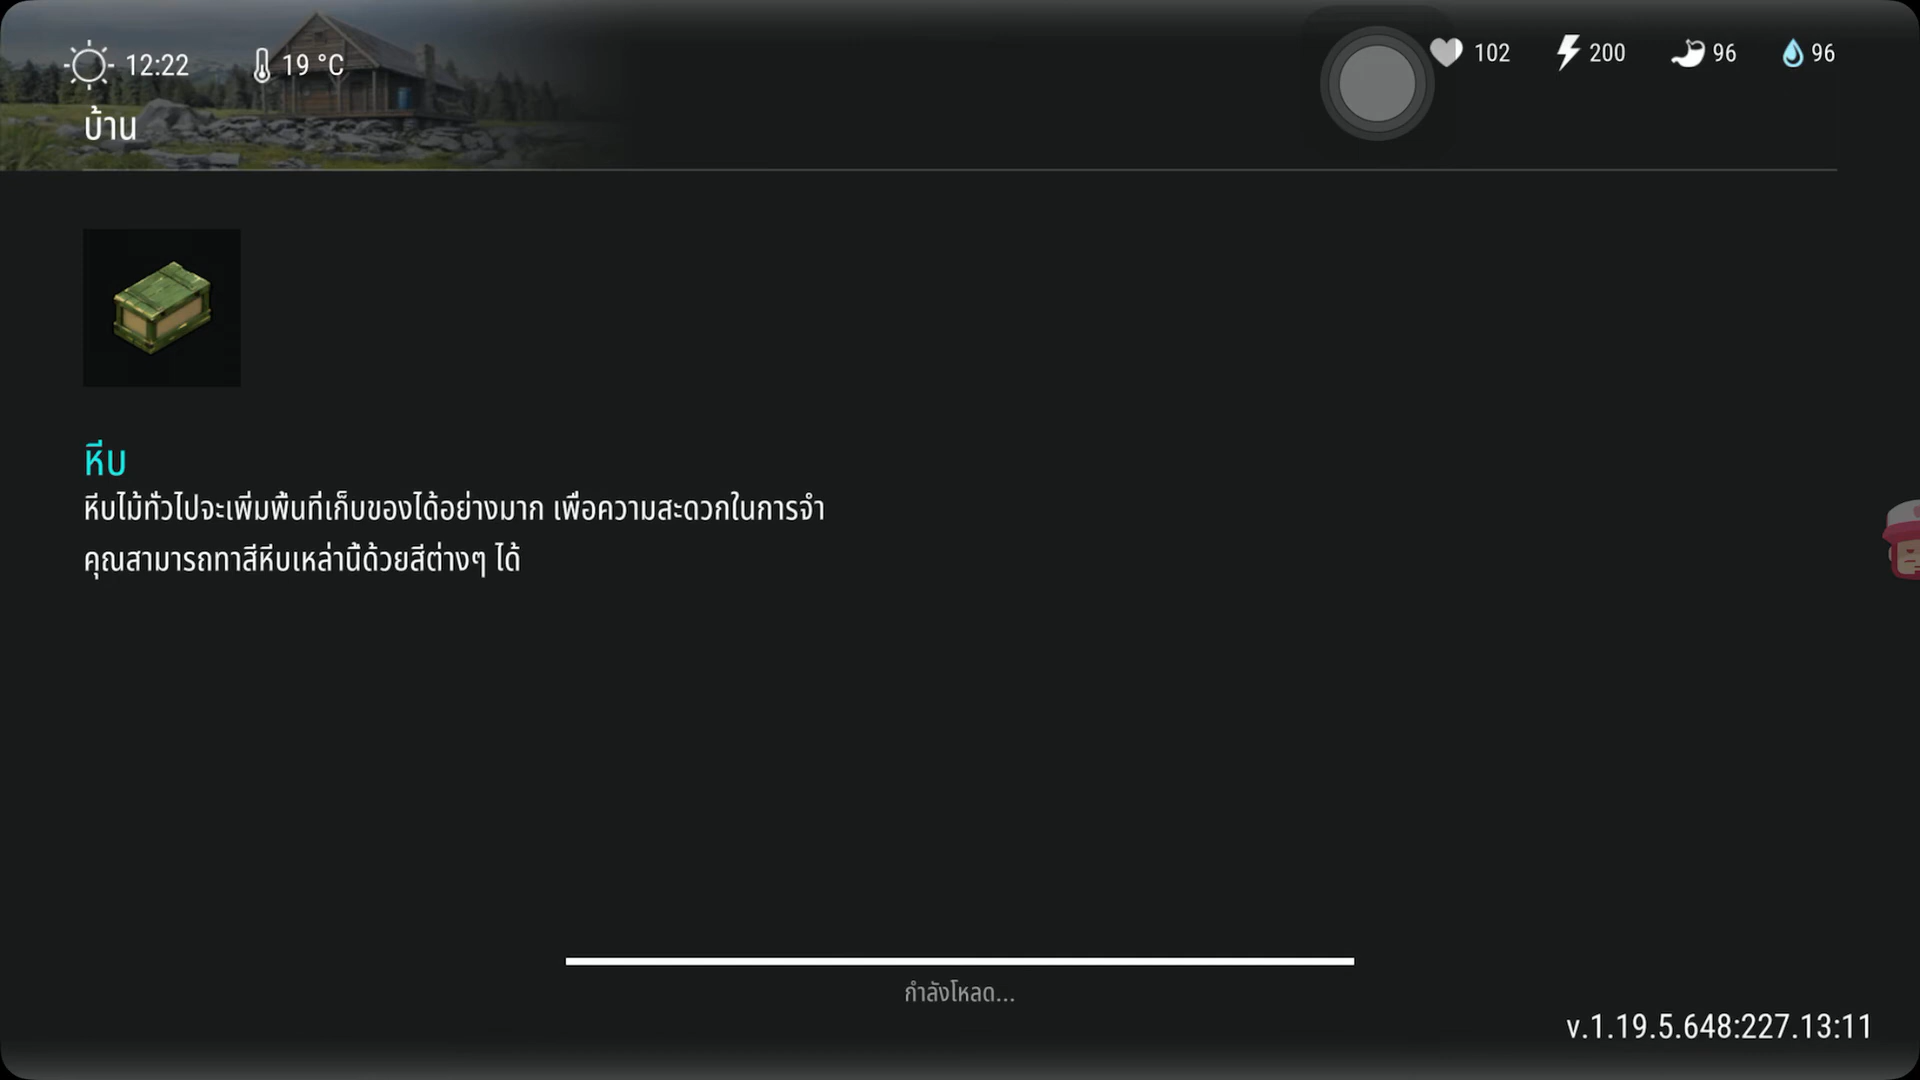 12:22 19 °C 102 200 96 96
บ้าน
หีบ
หีบไม้ทั่วไปจะเพิ่มพื้นที่เก็บของได้อย่างมาก เพื่อความสะดวกในการจำ
คุณสามารถทาสีหีบเหล่านี้ด้วยสีต่างๆ ได้
กำลังโหลด...
v.1.19.5.648:227.13:11